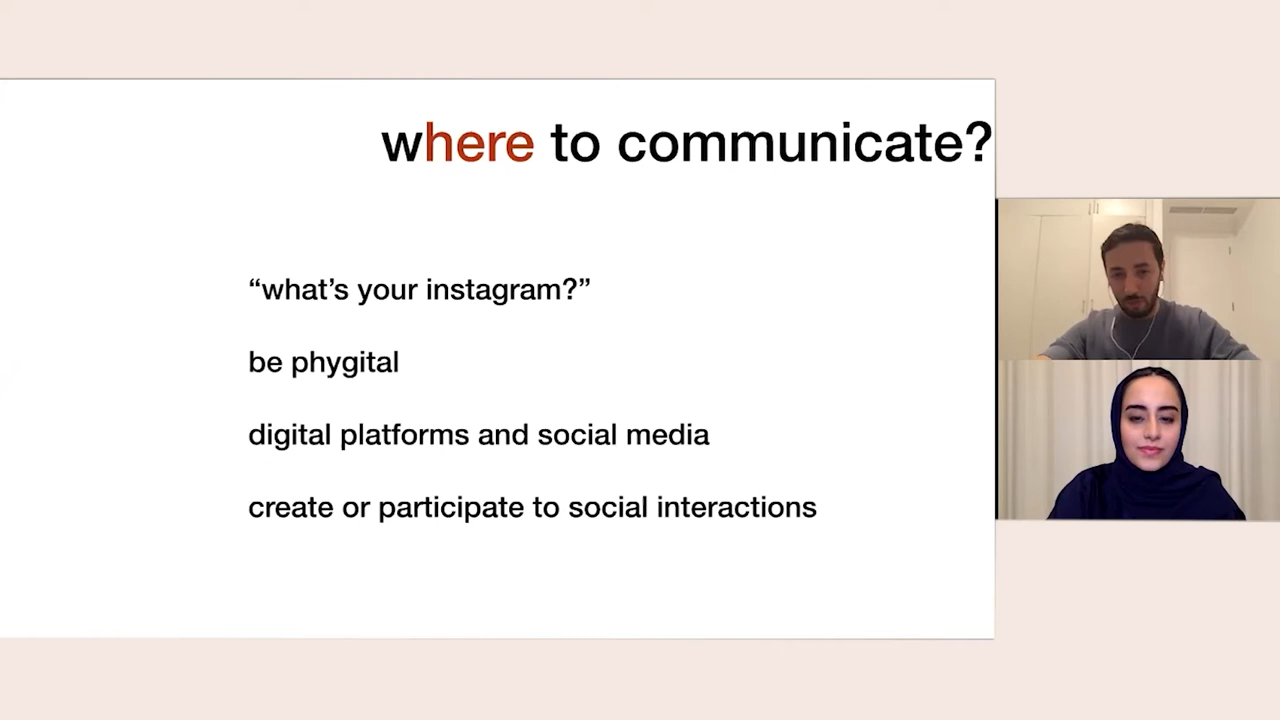 where to communicate?
“what’s your instagram?”
be phygital
digital platforms and social media
create or participate to social interactions